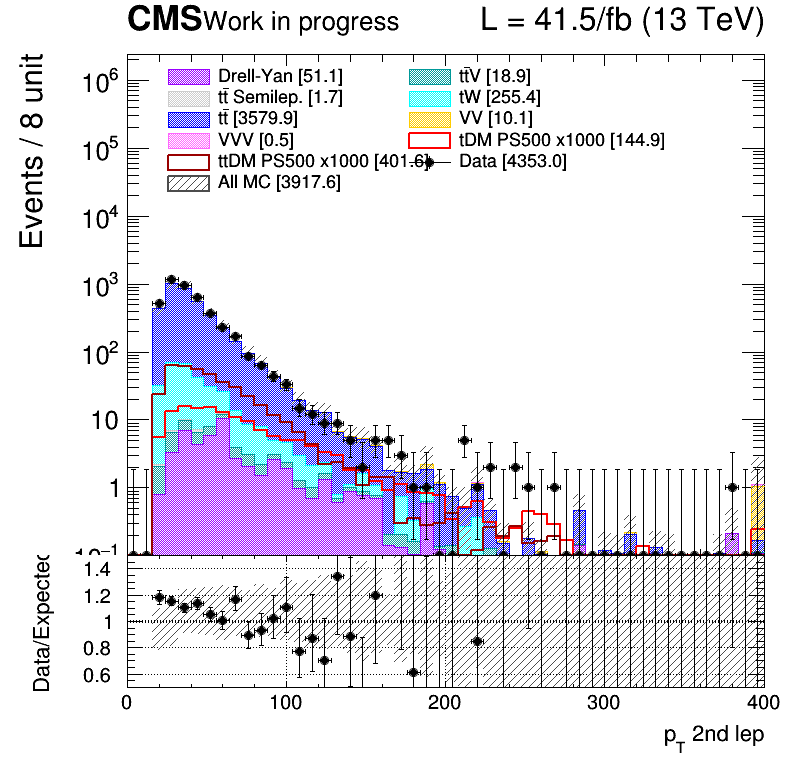 CMS Work in progress L = 41.5/fb (13 TeV)
Events / 8 unit
10⁶
10⁵
10⁴
10³
10²
10
1
10⁻¹
Drell-Yan [51.1]
tt̄ Semilep. [1.7]
tt̄ [3579.9]
VVV [0.5]
ttDM PS500 x1000 [401.6]
All MC [3917.6]
tt̄V [18.9]
tW [255.4]
VV [10.1]
tDM PS500 x1000 [144.9]
Data [4353.0]
Data/Expected
1.4
1.2
1
0.8
0.6
0 100 200 300 400
p_T 2nd lep